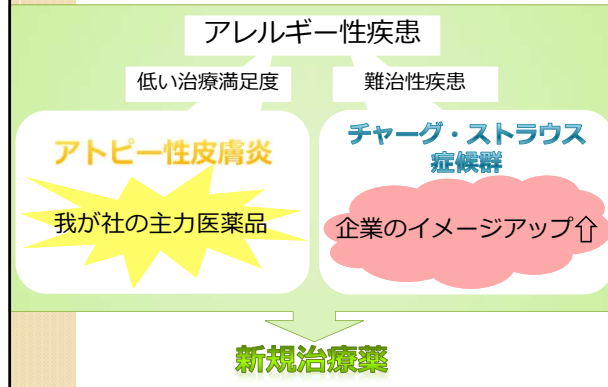 アレルギー性疾患
低い治療満足度
難治性疾患
アトピー性皮膚炎
我が社の主力医薬品
チャーグ・ストラウス
症候群
企業のイメージアップ⇧
新規治療薬